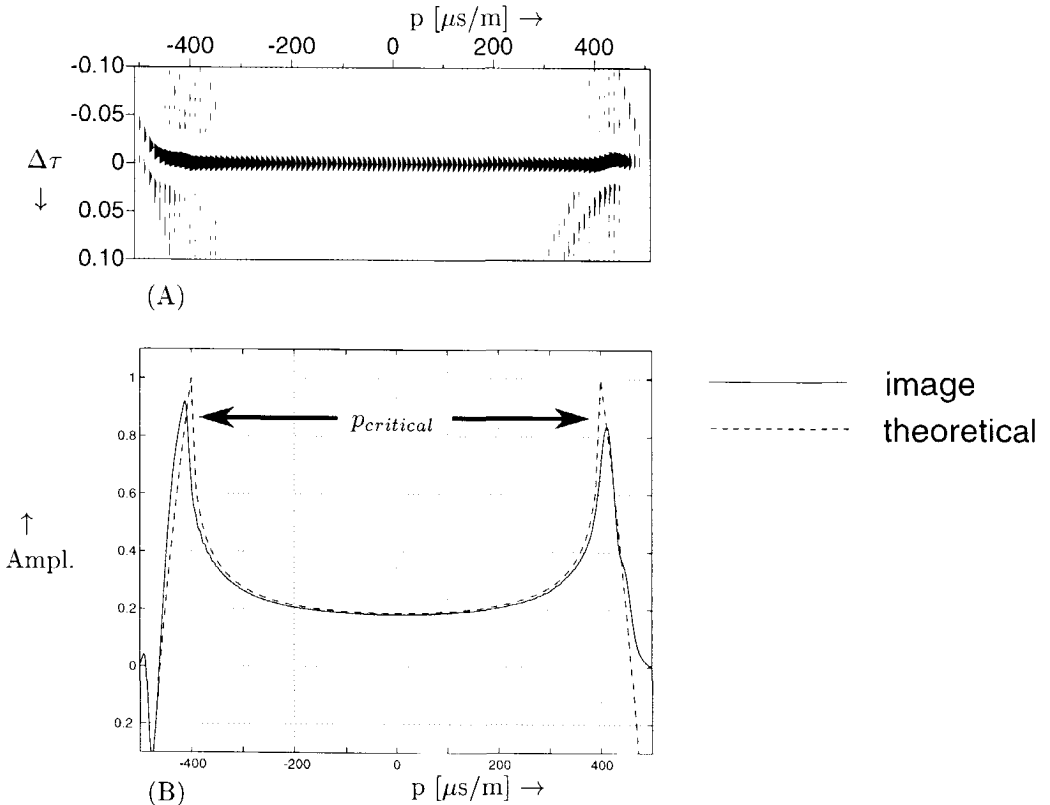 p [μs/m] →
-400 -200 0 200 400
-0.10
-0.05
Δτ
↓
0
0.05
0.10
(A)
1
0.8
0.6
0.4
0.2
0
0.2
↑
Ampl.
p_critical
image
theoretical
-400 -200 0 200 400
p [μs/m] →
(B)